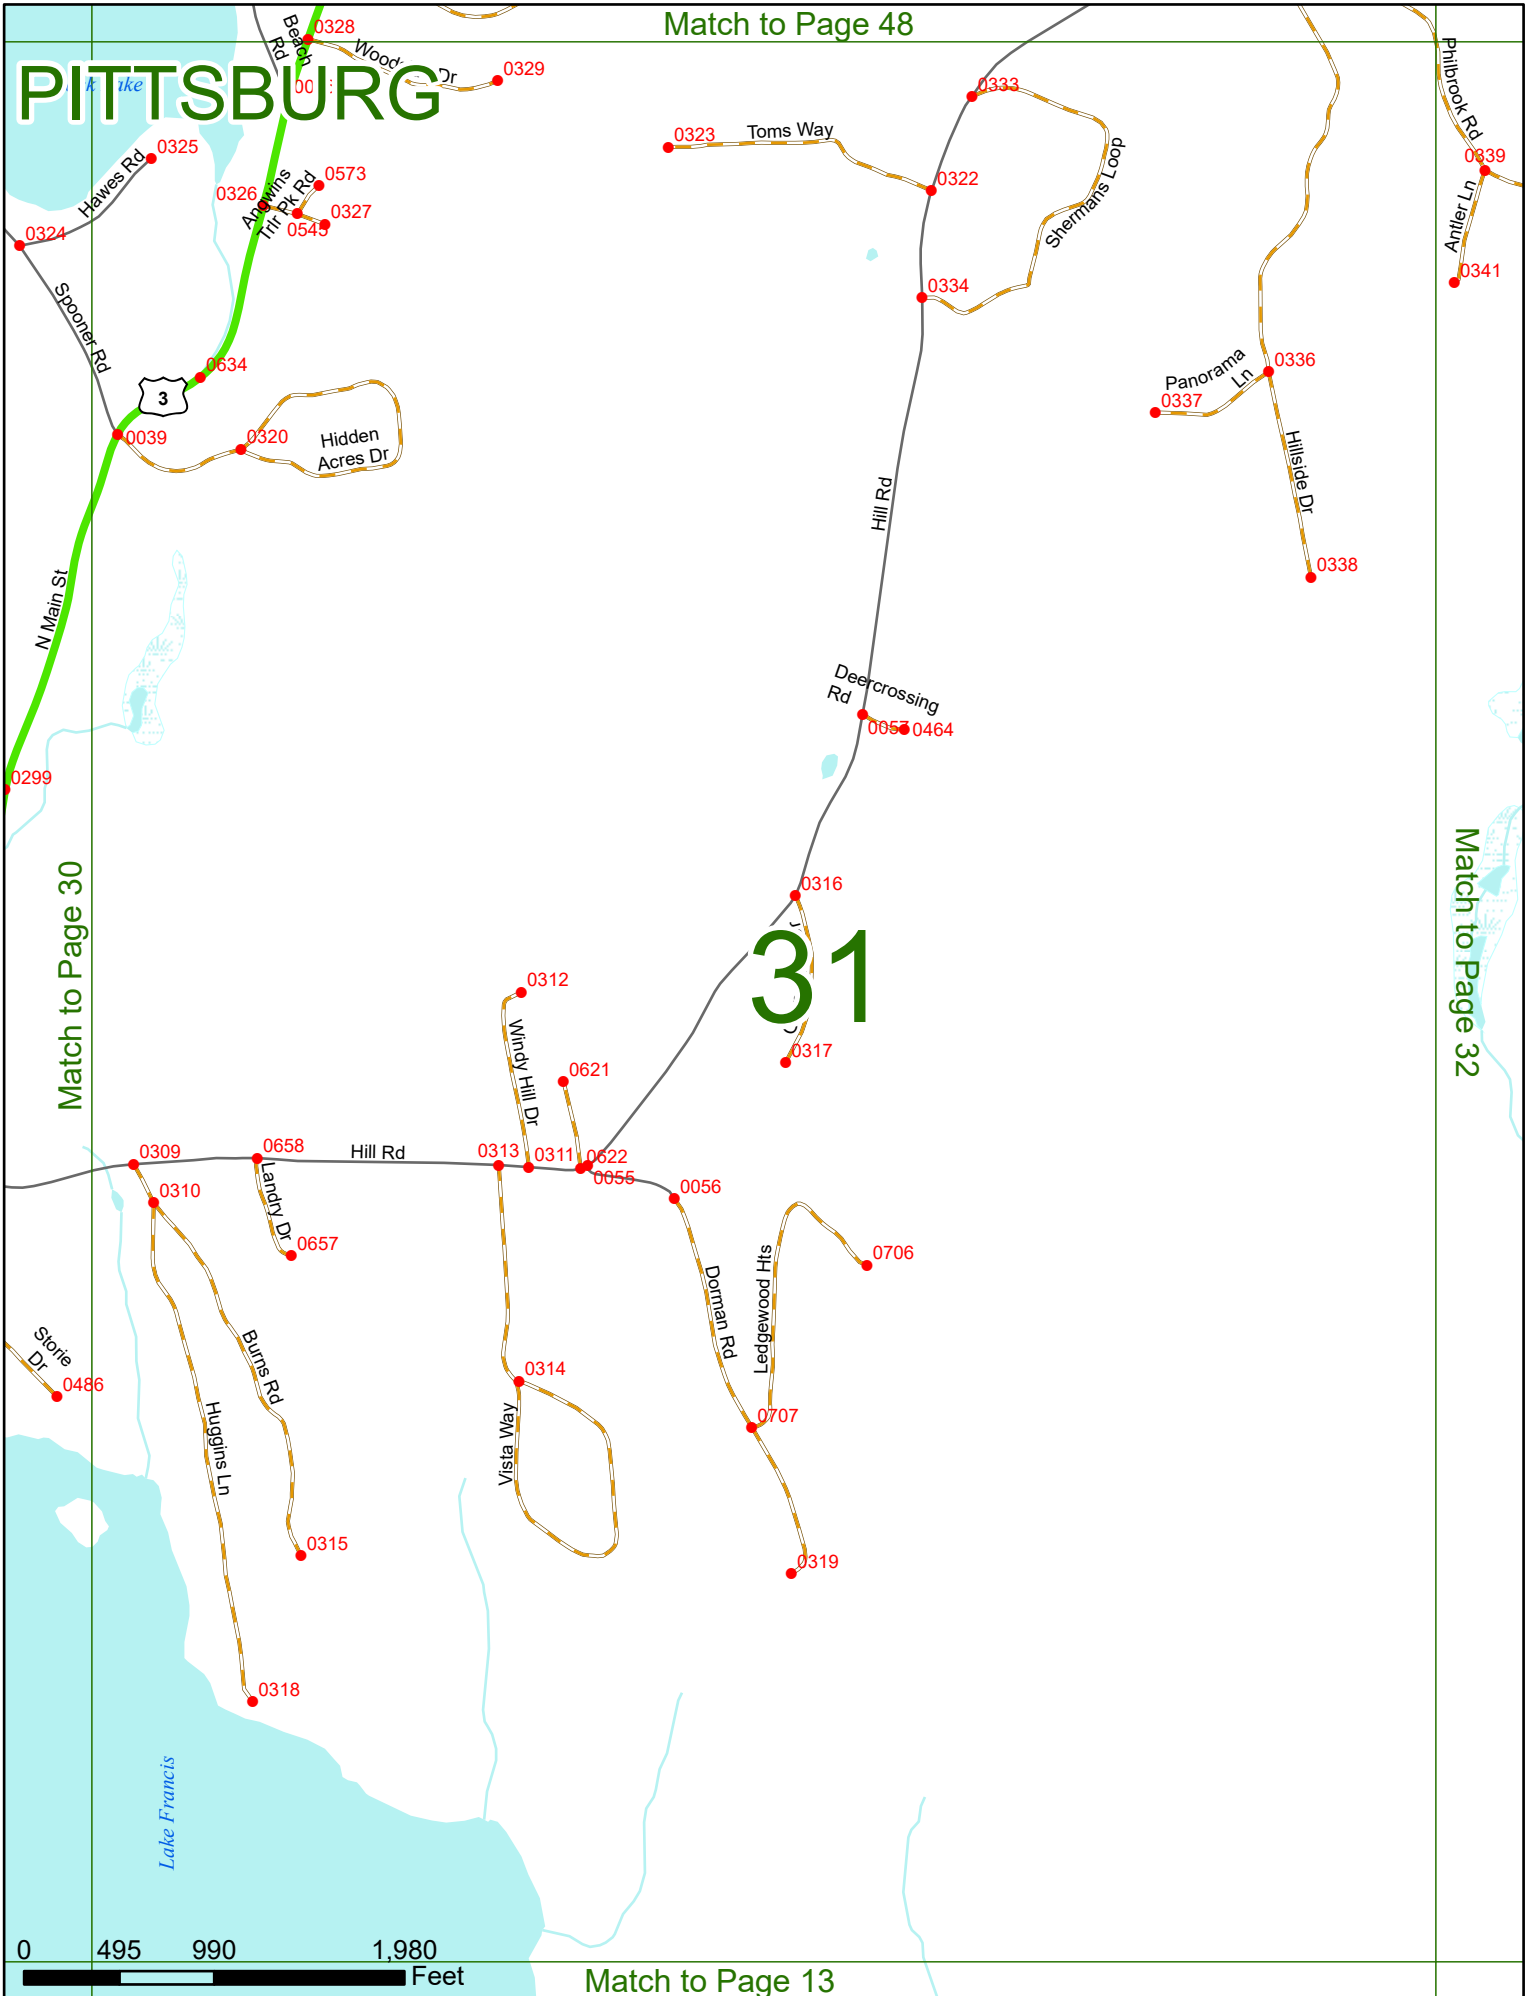 Match to Page 48
PITTSBURG
Beach
Rd
0328
Dr
0329
0333
Philbrook Rd
0325
Hawes Rd
0323
Toms Way
0322
Shermans Loop
0339
Antler Ln
0341
0326
Angwins
Trlr Pk Rd
0573
0327
0545
0324
Spooner Rd
0334
0634
3
0039
0320
Hidden
Acres Dr
0336
Panorama
Ln
0337
Hillside Dr
0338
Hill Rd
N Main St
Deercrossing
Rd
0057
0464
0299
Match to Page 30
Match to Page 32
0316
31
0317
0312
Windy Hill Dr
0621
0309
0658
Hill Rd
0313
0311
0622
0055
0310
Landry Dr
0657
0056
0706
Dorman Rd
Ledgewood Hts
Storie
Dr
0486
Burns Rd
Huggins Ln
0314
Vista Way
0707
0315
0319
0318
Lake Francis
0 495 990 1,980
Feet
Match to Page 13